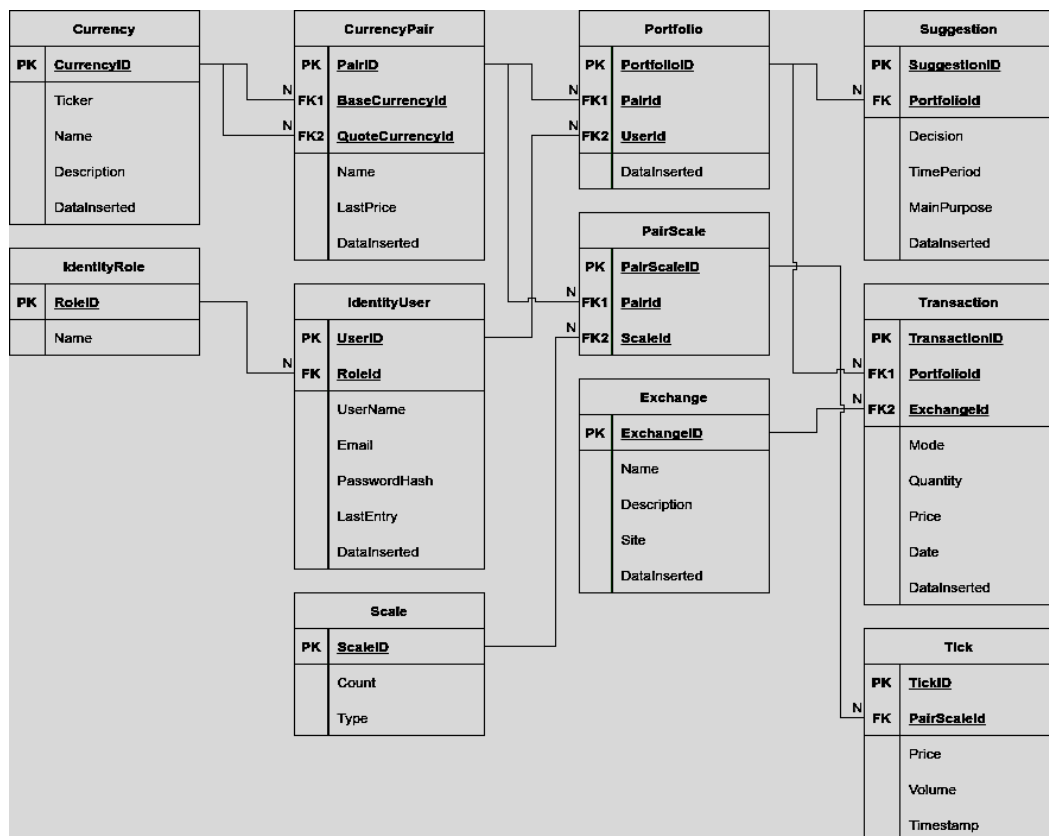 Currency
PK CurrencyID
Ticker
Name
Description
DataInserted
IdentityRole
PK RoleID
Name
CurrencyPair
PK PairID
N FK1 BaseCurrencyId
N FK2 QuoteCurrencyId
Name
LastPrice
DataInserted
IdentityUser
PK UserID
N FK RoleId
UserName
Email
PasswordHash
LastEntry
DataInserted
Scale
PK ScaleID
Count
Type
Portfolio
PK PortfolioID
N FK1 PairId
N FK2 UserId
DataInserted
PairScale
PK PairScaleID
N FK1 PairId
N FK2 ScaleId
Exchange
PK ExchangeID
Name
Description
Site
DataInserted
Suggestion
PK SuggestionID
N FK PortfolioId
Decision
TimePeriod
MainPurpose
DataInserted
Transaction
PK TransactionID
N FK1 PortfolioId
N FK2 ExchangeId
Mode
Quantity
Price
Date
DataInserted
Tick
PK TickID
N FK PairScaleId
Price
Volume
Timestamp